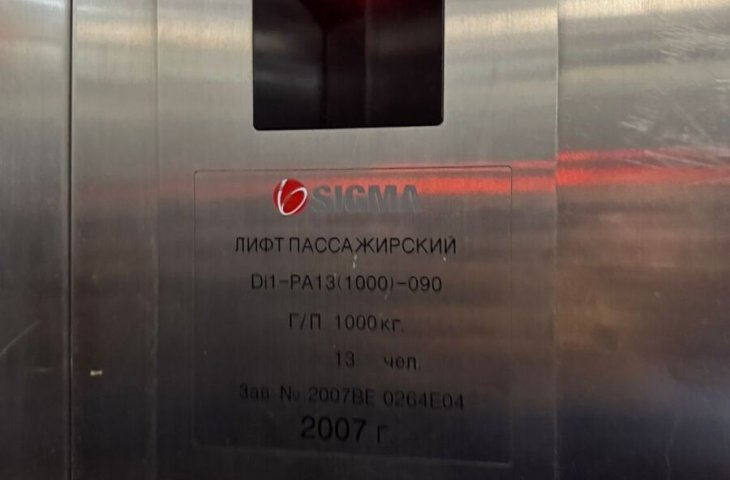 SIGMA
ЛИФТ ПАССАЖИРСКИЙ
DI1-PA13(1000)-090
Г/П 1000кг.
13 чел.
Зав № 2007BE 0264E04
2007 г